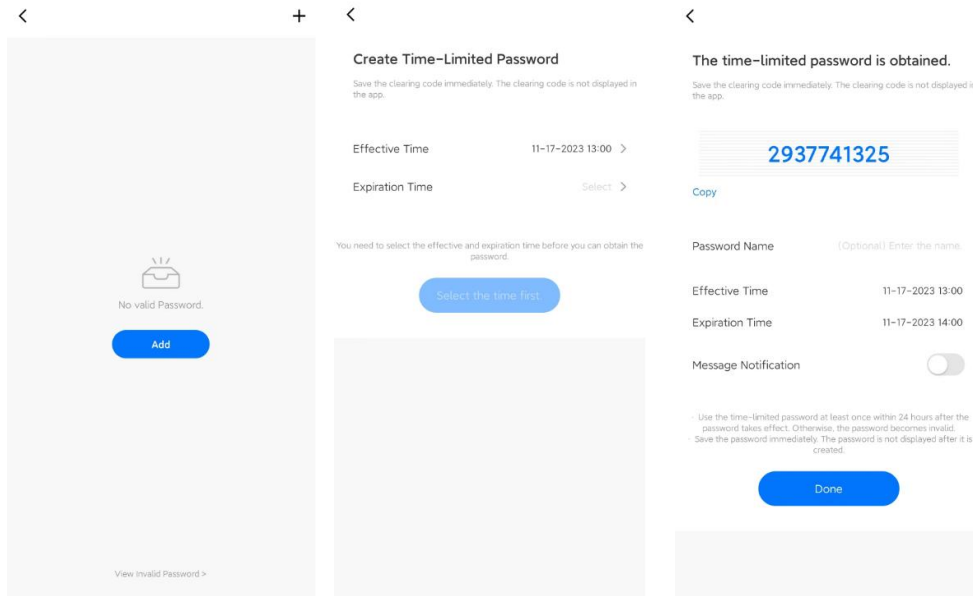 No valid Password.
Add
View Invalid Password >
Create Time-Limited Password
Save the clearing code immediately. The clearing code is not displayed in
the app.
Effective Time 11-17-2023 13:00 >
Expiration Time Select >
You need to select the effective and expiration time before you can obtain the
password.
Select the time first.
The time-limited password is obtained.
Save the clearing code immediately. The clearing code is not displayed in
the app.
2937741325
Copy
Password Name (Optional) Enter the name.
Effective Time 11-17-2023 13:00
Expiration Time 11-17-2023 14:00
Message Notification
· Use the time-limited password at least once within 24 hours after the
password takes effect. Otherwise, the password becomes invalid.
· Save the password immediately. The password is not displayed after it is
created.
Done